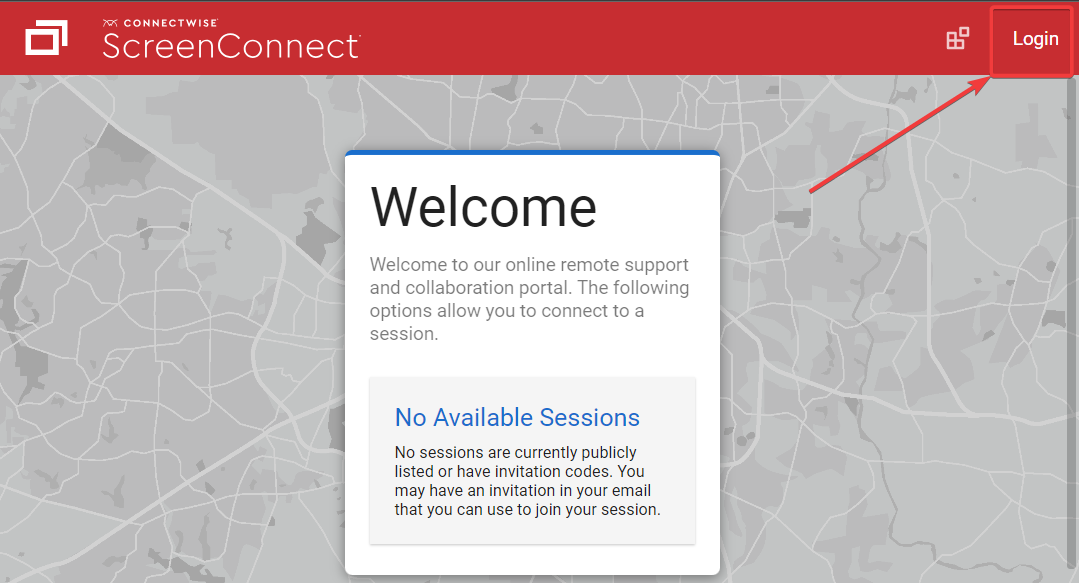 CONNECTWISE
ScreenConnect
Login
Welcome
Welcome to our online remote support
and collaboration portal. The following
options allow you to connect to a
session.
No Available Sessions
No sessions are currently publicly
listed or have invitation codes. You
may have an invitation in your email
that you can use to join your session.